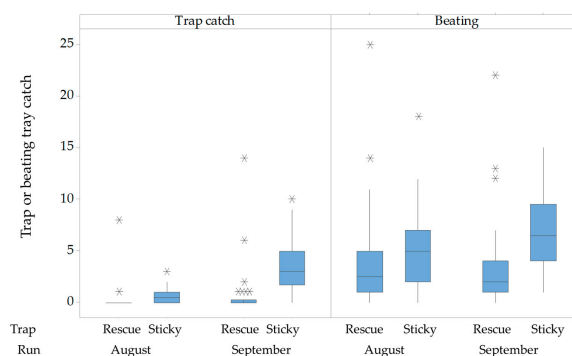 Trap catch Beating
Trap or beating tray catch
25
20
15
10
5
0
Trap Rescue Sticky Rescue Sticky Rescue Sticky Rescue Sticky
Run August September August September